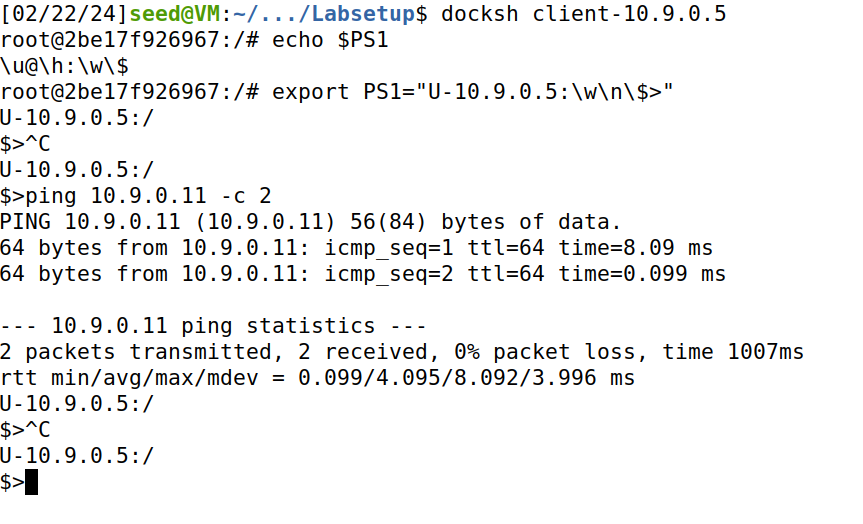 [02/22/24]seed@VM:~/.../Labsetup$ docksh client-10.9.0.5
root@2be17f926967:/# echo $PS1
\u@\h:\w\$
root@2be17f926967:/# export PS1="U-10.9.0.5:\w\n\$>"
U-10.9.0.5:/
$>^C
U-10.9.0.5:/
$>ping 10.9.0.11 -c 2
PING 10.9.0.11 (10.9.0.11) 56(84) bytes of data.
64 bytes from 10.9.0.11: icmp_seq=1 ttl=64 time=8.09 ms
64 bytes from 10.9.0.11: icmp_seq=2 ttl=64 time=0.099 ms

--- 10.9.0.11 ping statistics ---
2 packets transmitted, 2 received, 0% packet loss, time 1007ms
rtt min/avg/max/mdev = 0.099/4.095/8.092/3.996 ms
U-10.9.0.5:/
$>^C
U-10.9.0.5:/
$>